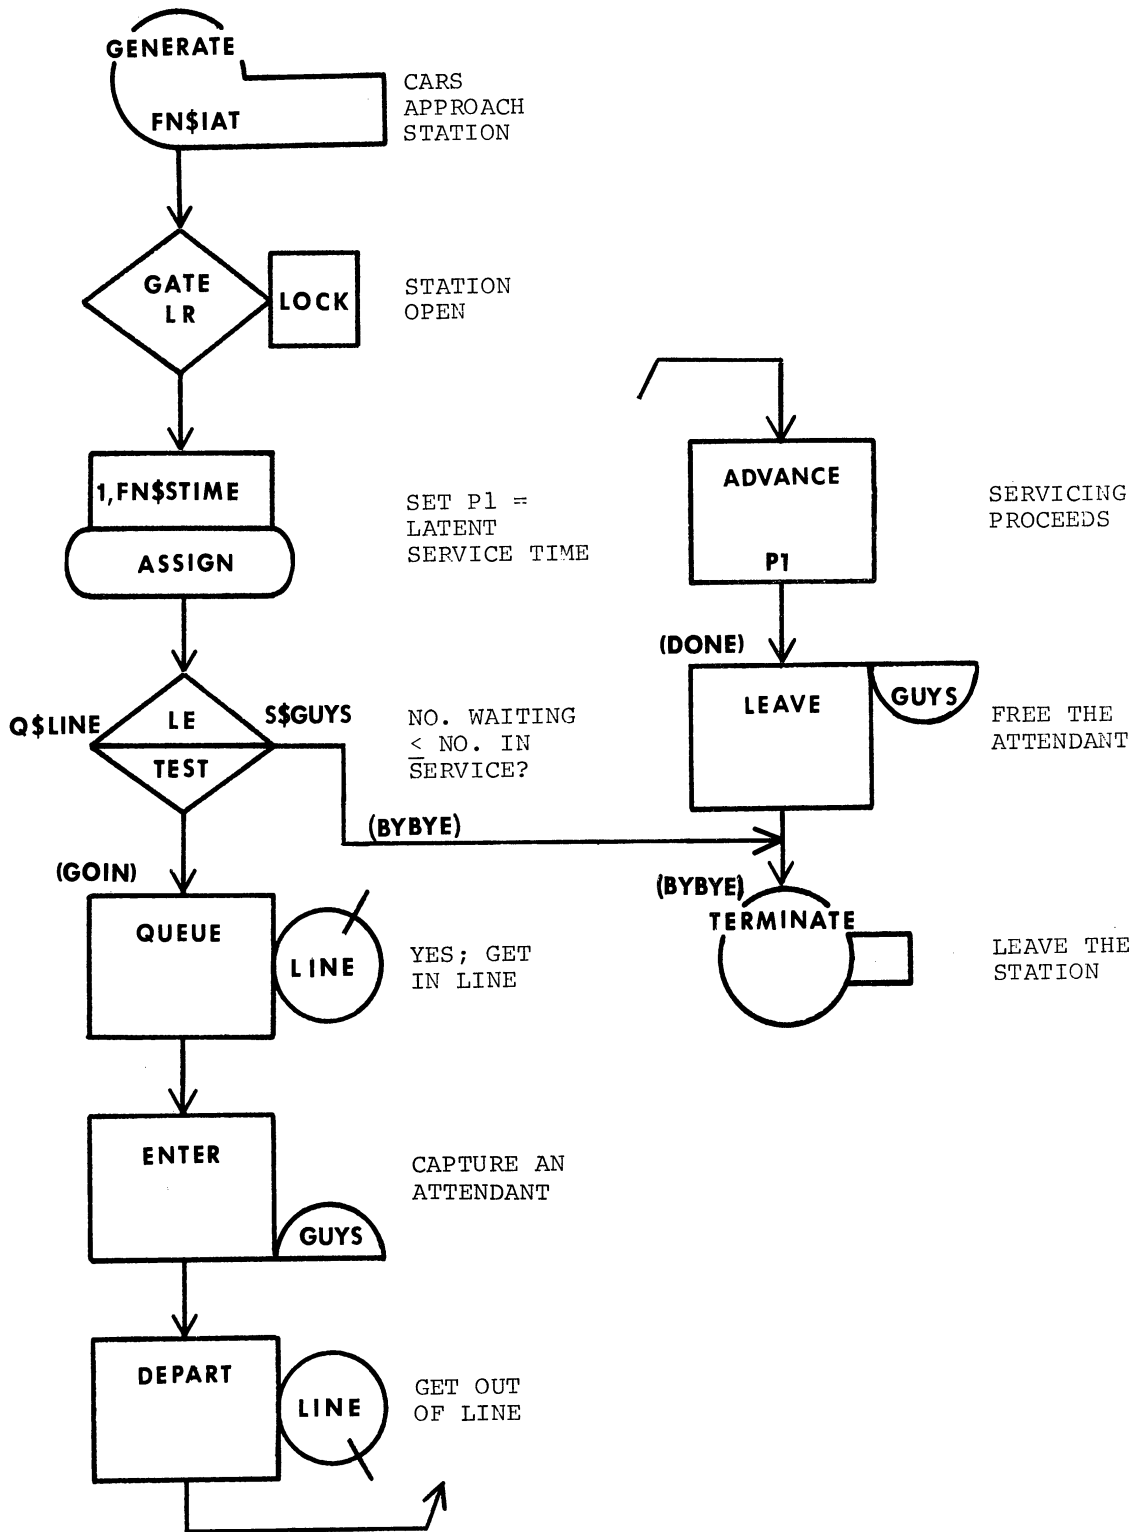 GENERATE
FN$IAT
CARS
APPROACH
STATION
GATE
LR
LOCK
STATION
OPEN
1,FN$STIME
ASSIGN
SET P1 =
LATENT
SERVICE TIME
Q$LINE
LE
TEST
S$GUYS
NO. WAITING
≤ NO. IN
SERVICE?
(BYBYE)
(GOIN)
QUEUE
LINE
YES; GET
IN LINE
ENTER
GUYS
CAPTURE AN
ATTENDANT
DEPART
LINE
GET OUT
OF LINE
ADVANCE
P1
SERVICING
PROCEEDS
(DONE)
LEAVE
GUYS
FREE THE
ATTENDANT
(BYBYE)
TERMINATE
LEAVE THE
STATION